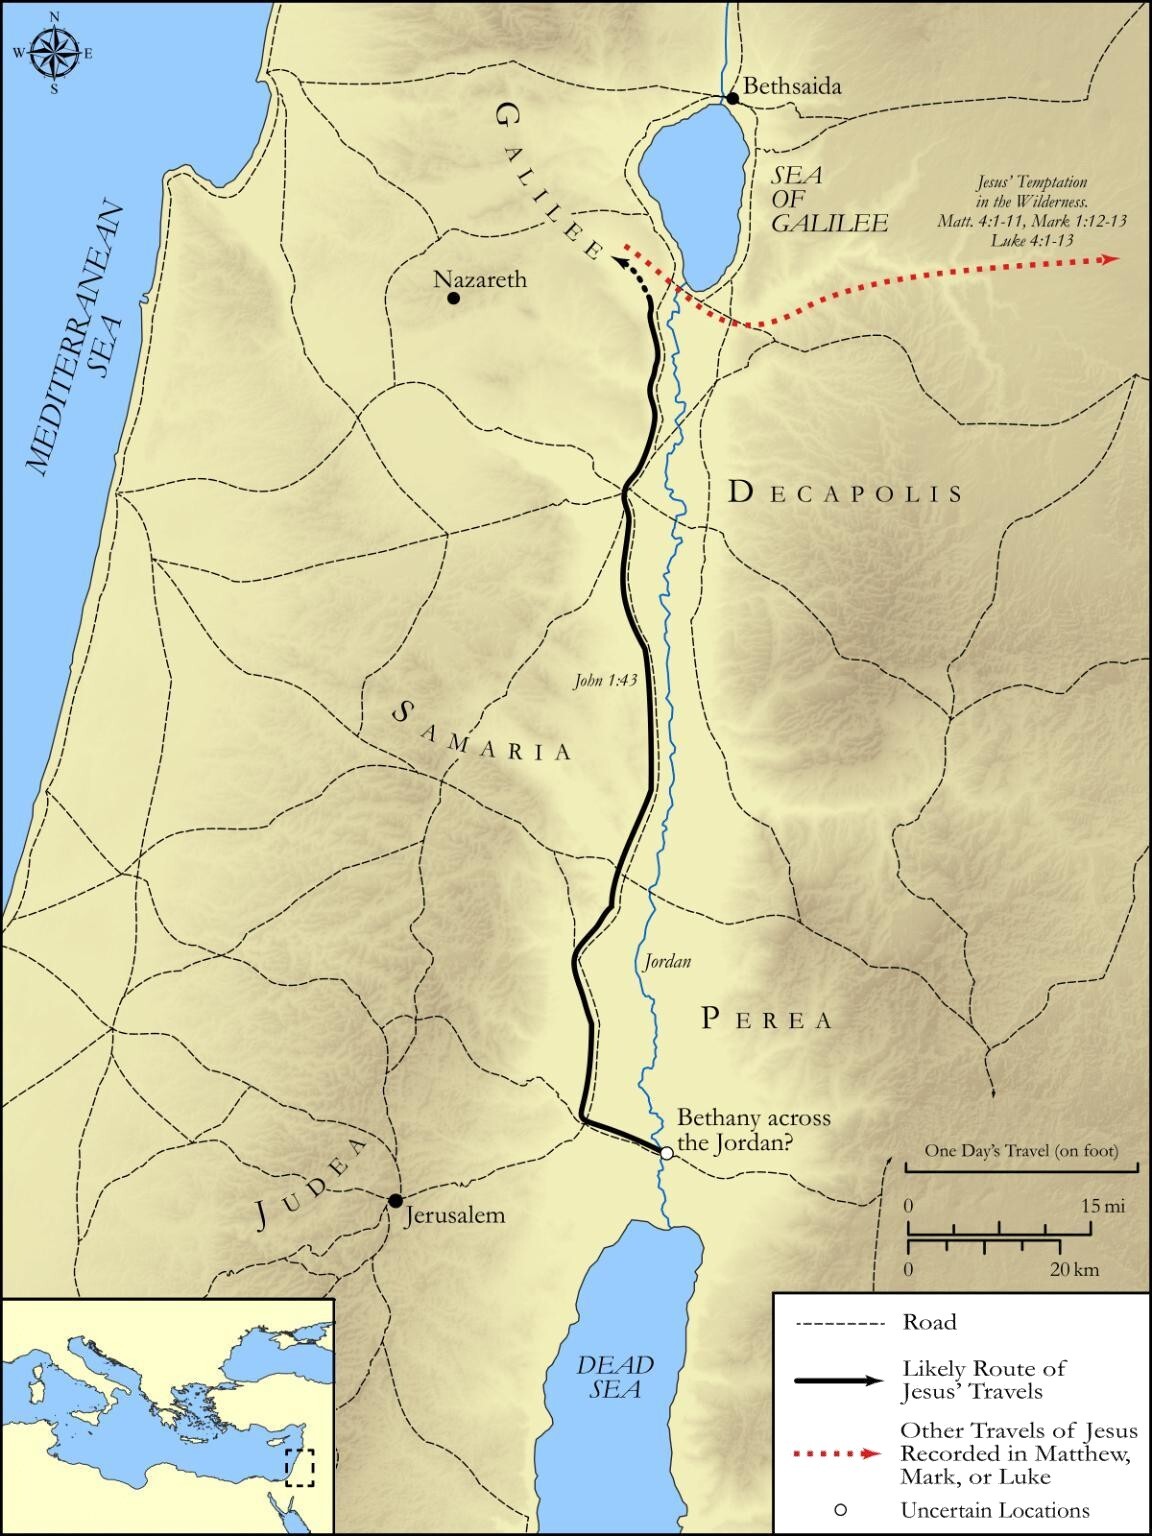 N
W E
S
Bethsaida
GALILEE
SEA
OF
GALILEE
Jesus' Temptation
in the Wilderness.
Matt. 4:1-11, Mark 1:12-13
Luke 4:1-13
MEDITERRANEAN
SEA
Nazareth
DECAPOLIS
John 1:43
SAMARIA
Jordan
PEREA
Bethany across
the Jordan?
JUDEA
Jerusalem
One Day's Travel (on foot)
0 15 mi
0 20 km
DEAD
SEA
Road
Likely Route of
Jesus' Travels
Other Travels of Jesus
Recorded in Matthew,
Mark, or Luke
Uncertain Locations